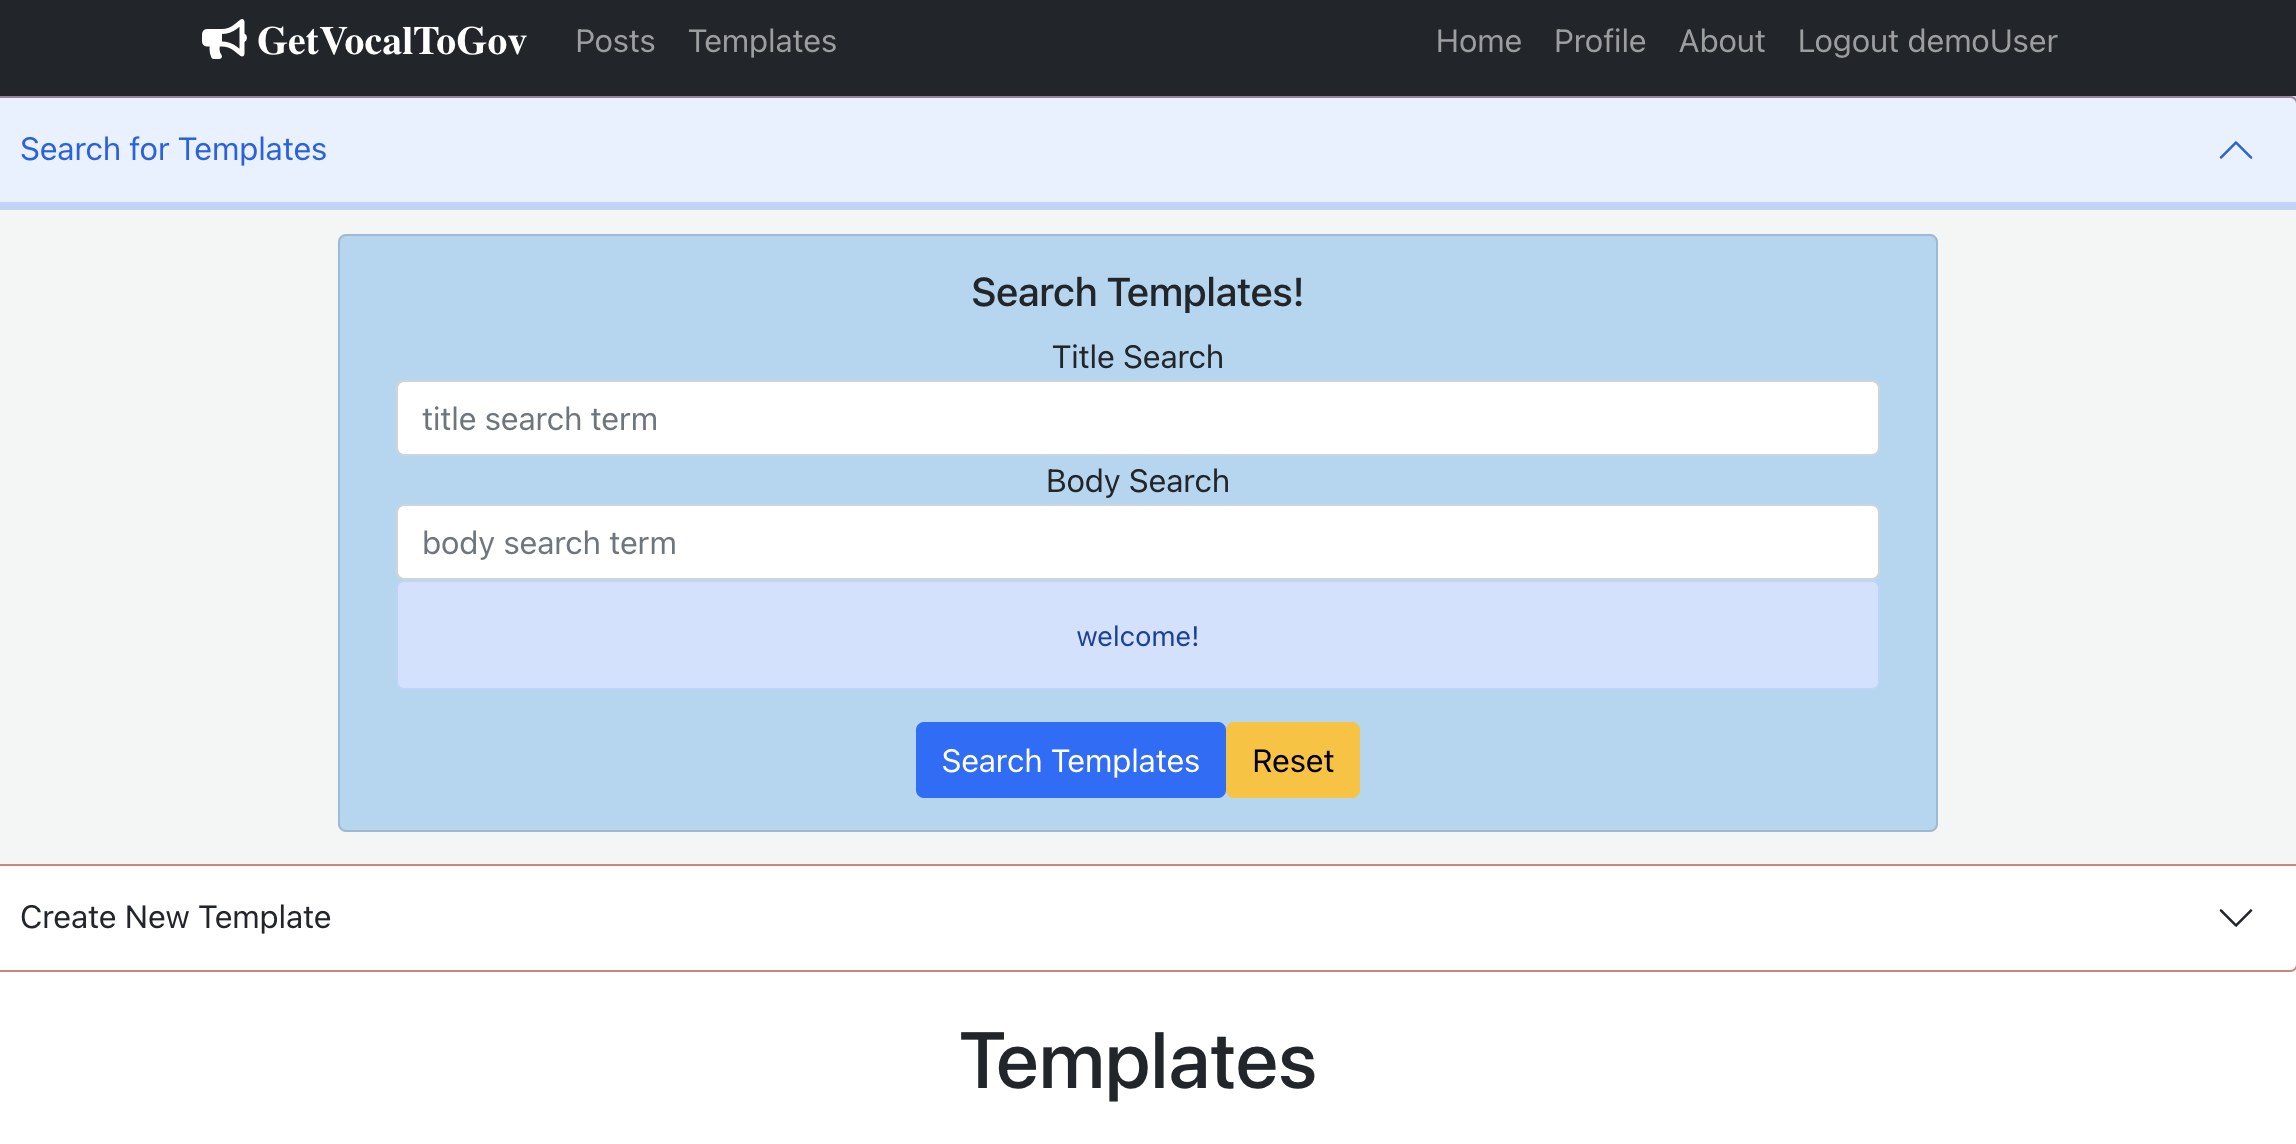 GetVocalToGov Posts Templates Home Profile About Logout demoUser
Search for Templates
Search Templates!
Title Search
title search term
Body Search
body search term
welcome!
Search Templates Reset
Create New Template
Templates